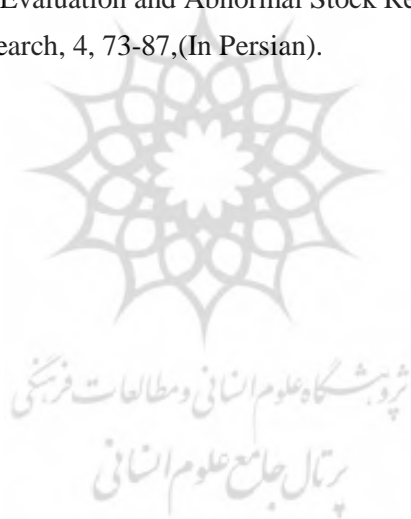 Evaluation and Abnormal Stock Re
earch, 4, 73-87,(In Persian).
پژوهشگاه علوم انسانی و مطالعات فرهنگی
پرتال جامع علوم انسانی